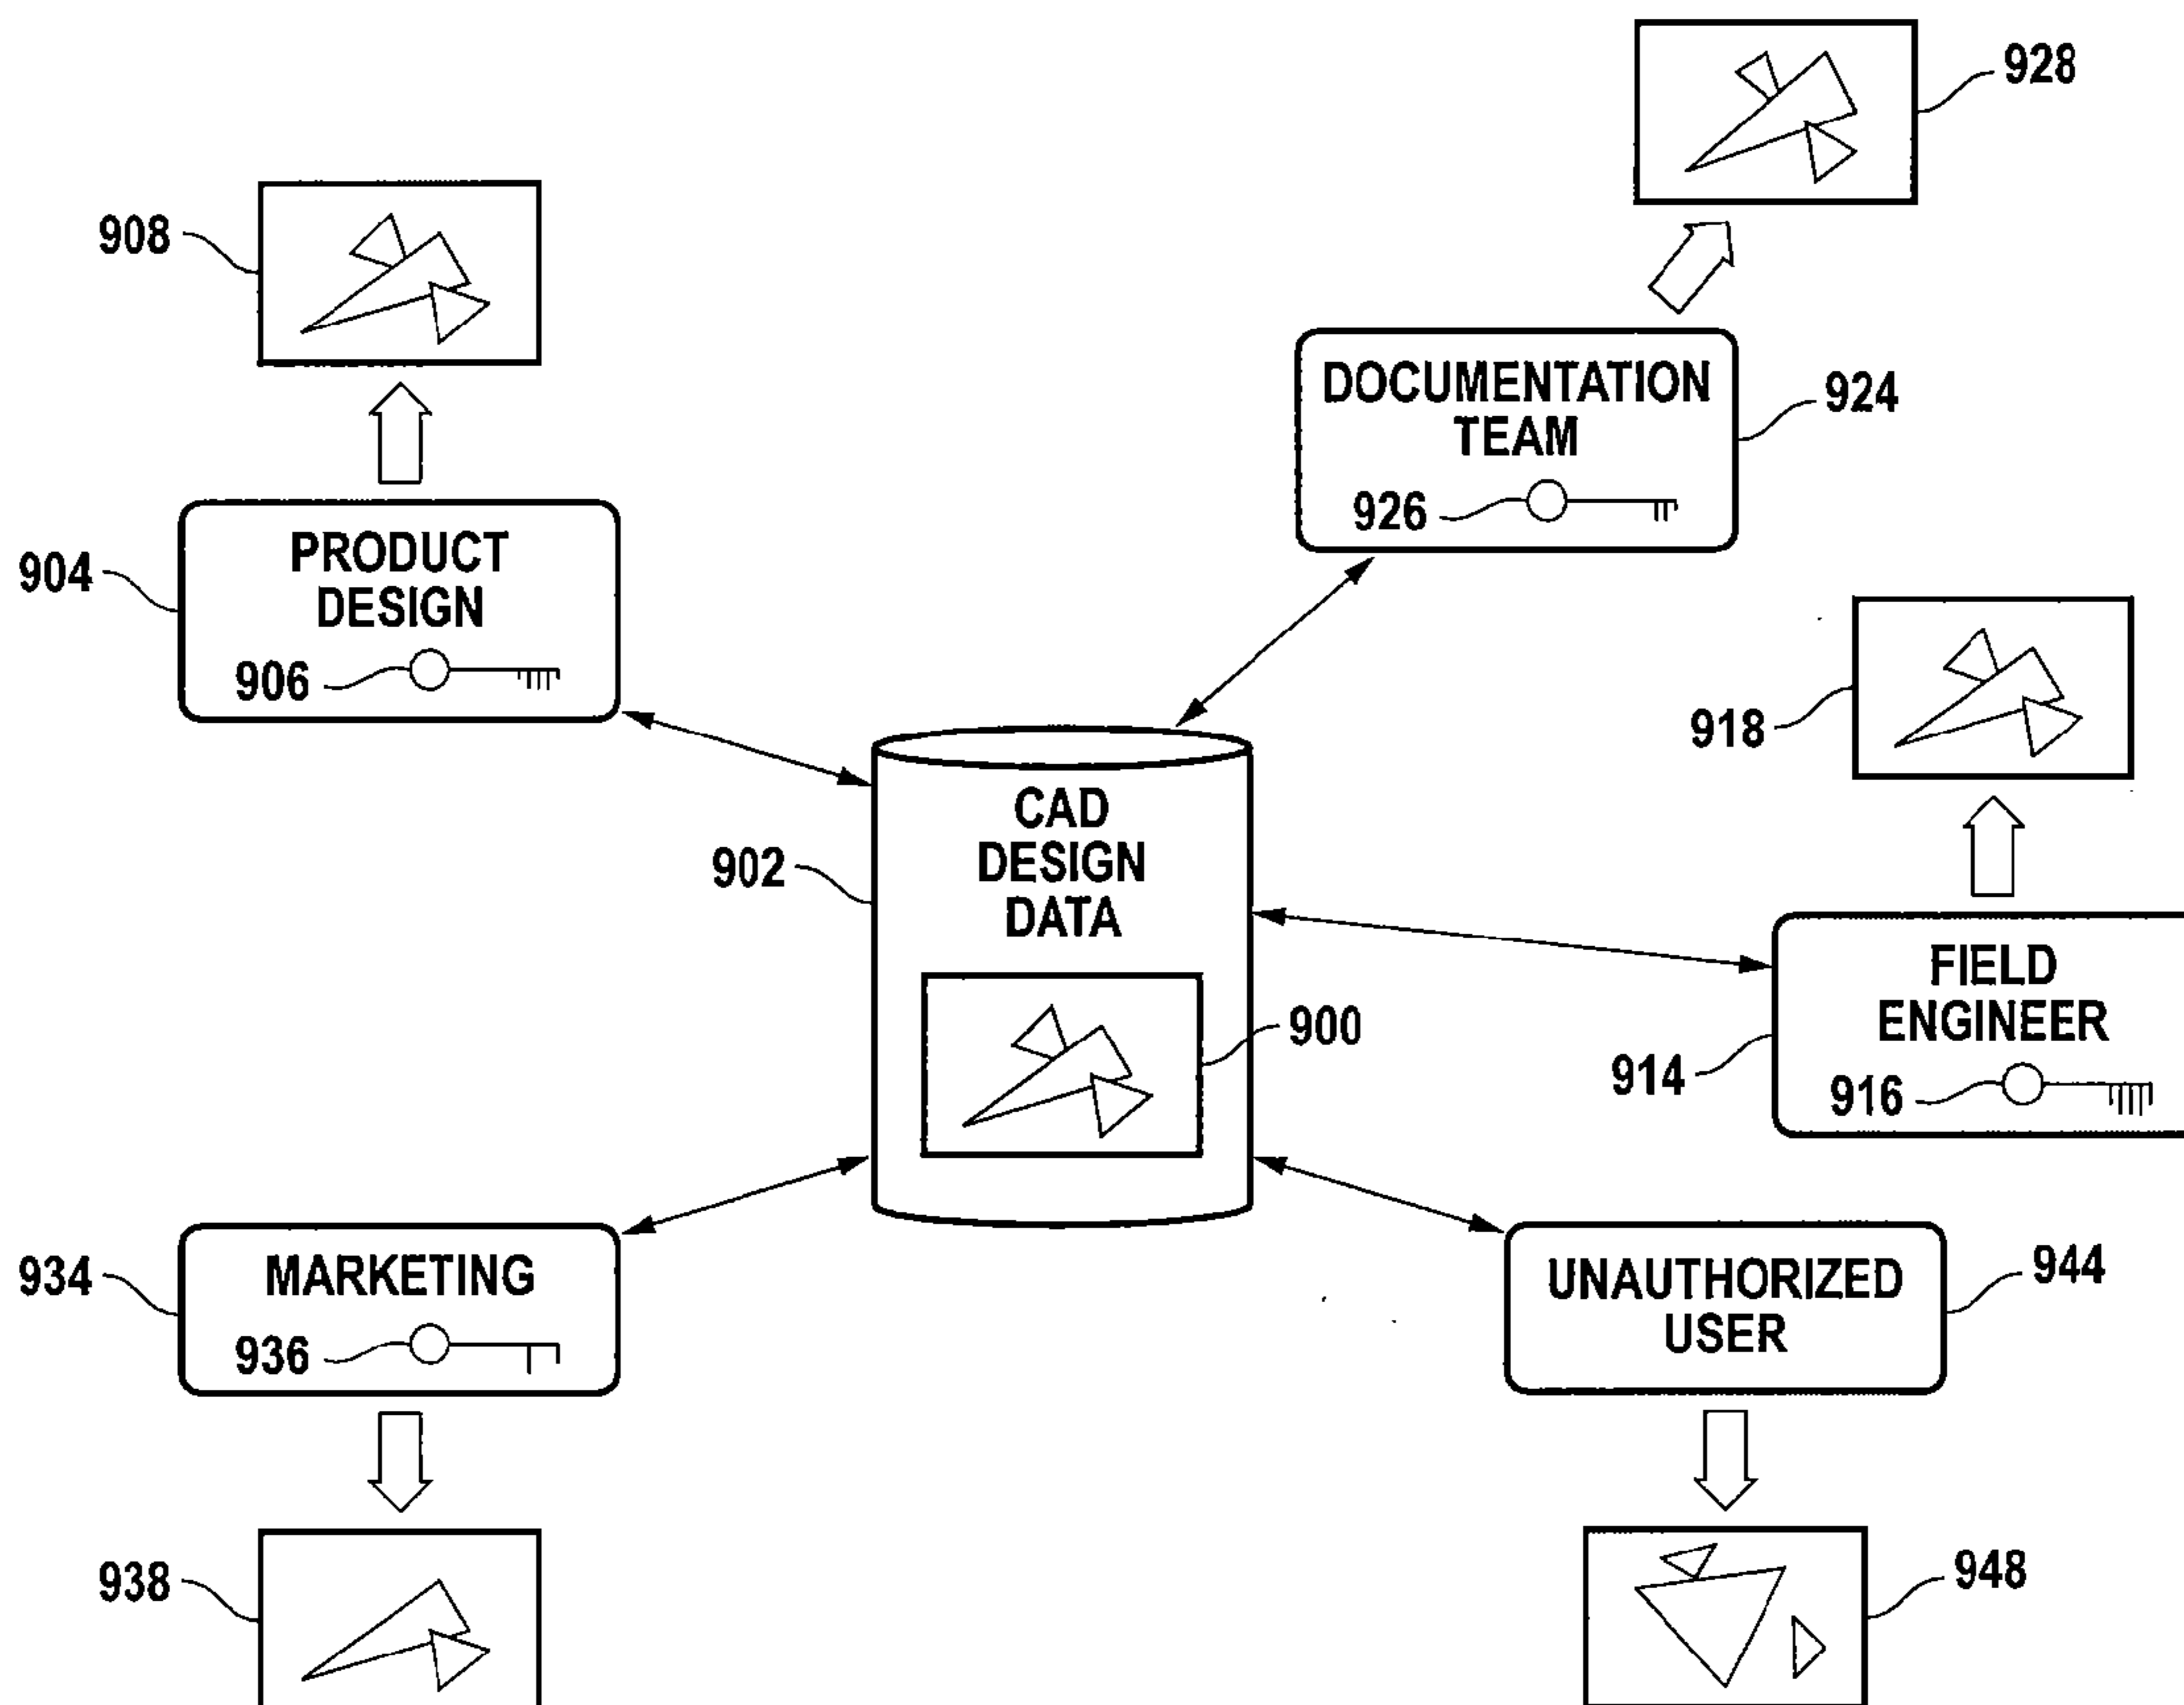 928
908
DOCUMENTATION
TEAM
924
926
PRODUCT
DESIGN
904
906
918
CAD
DESIGN
DATA
902
900
FIELD
ENGINEER
914
916
MARKETING
934
936
UNAUTHORIZED
USER
944
938
948